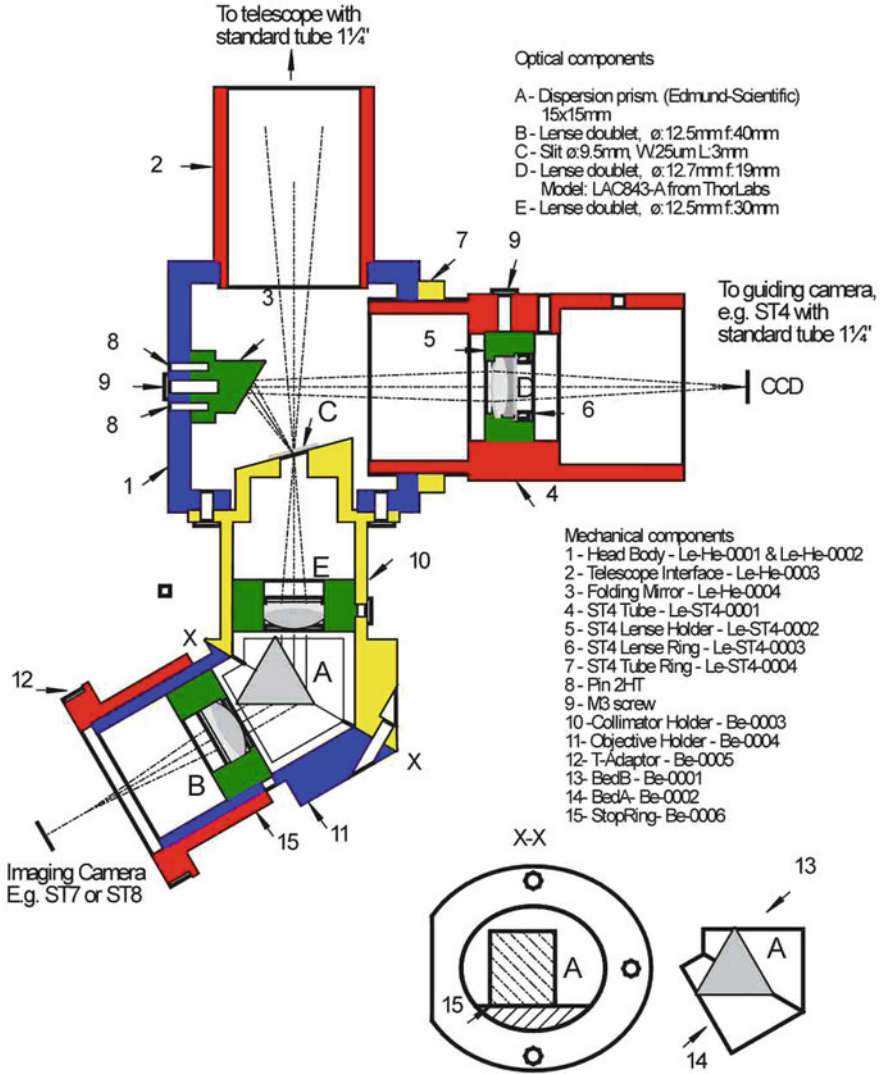 To telescope with
standard tube 1¼"
Optical components
A - Dispersion prism. (Edmund-Scientific)
15x15mm
B - Lense doublet, ø:12.5mm f:40mm
C - Slit ø:9.5mm, W:25um L:3mm
D - Lense doublet, ø:12.7mm f:19mm
Model: LAC843-A from ThorLabs
E - Lense doublet, ø:12.5mm f:30mm
2
7
9
3
To guiding camera,
e.g. ST4 with
standard tube 1¼"
8
5
9
D
CCD
8
C
6
1
4
Mechanical components
1 - Head Body - Le-He-0001 & Le-He-0002
2 - Telescope Interface - Le-He-0003
3 - Folding Mirror - Le-He-0004
4 - ST4 Tube - Le-ST4-0001
5 - ST4 Lense Holder - Le-ST4-0002
6 - ST4 Lense Ring - Le-ST4-0003
7 - ST4 Tube Ring - Le-ST4-0004
8 - Pin 2HT
9 - M3 screw
10 -Collimator Holder - Be-0003
11- Objective Holder - Be-0004
12- T-Adaptor - Be-0005
13- BedB - Be-0001
14- BedA- Be-0002
15- StopRing- Be-0006
10
E
X
12
A
X
B
15
11
Imaging Camera
E.g. ST7 or ST8
X-X
13
A
A
15
14